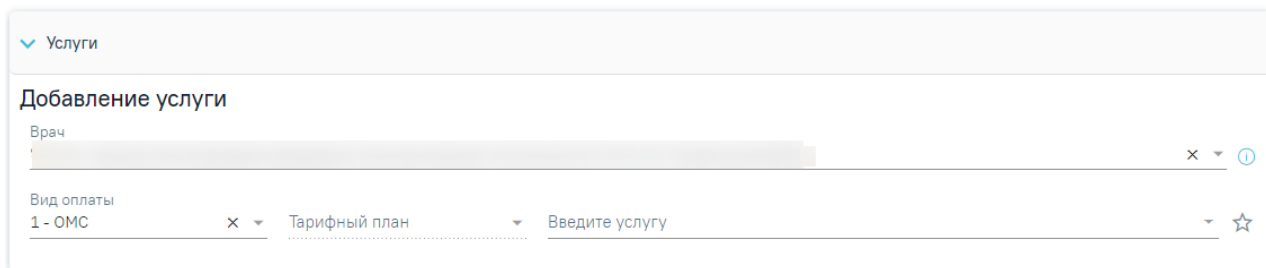 Услуги
Добавление услуги
Врач
Вид оплаты
1 - ОМС Тарифный план Введите услугу